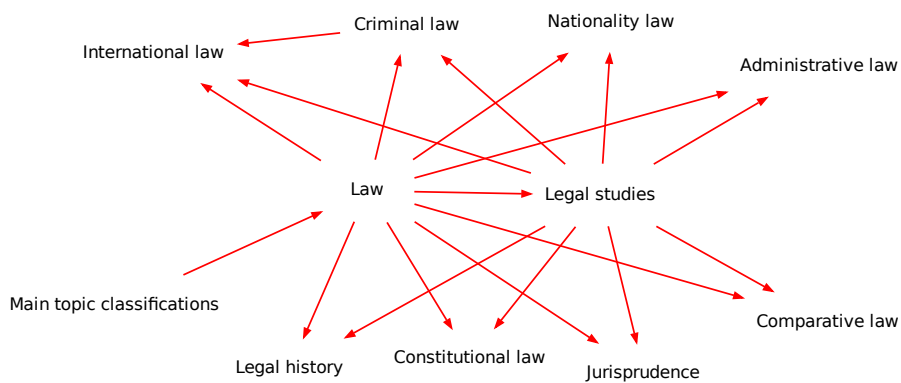 Criminal law
Nationality law
International law
Administrative law
Law
Legal studies
Main topic classifications
Comparative law
Legal history
Constitutional law
Jurisprudence